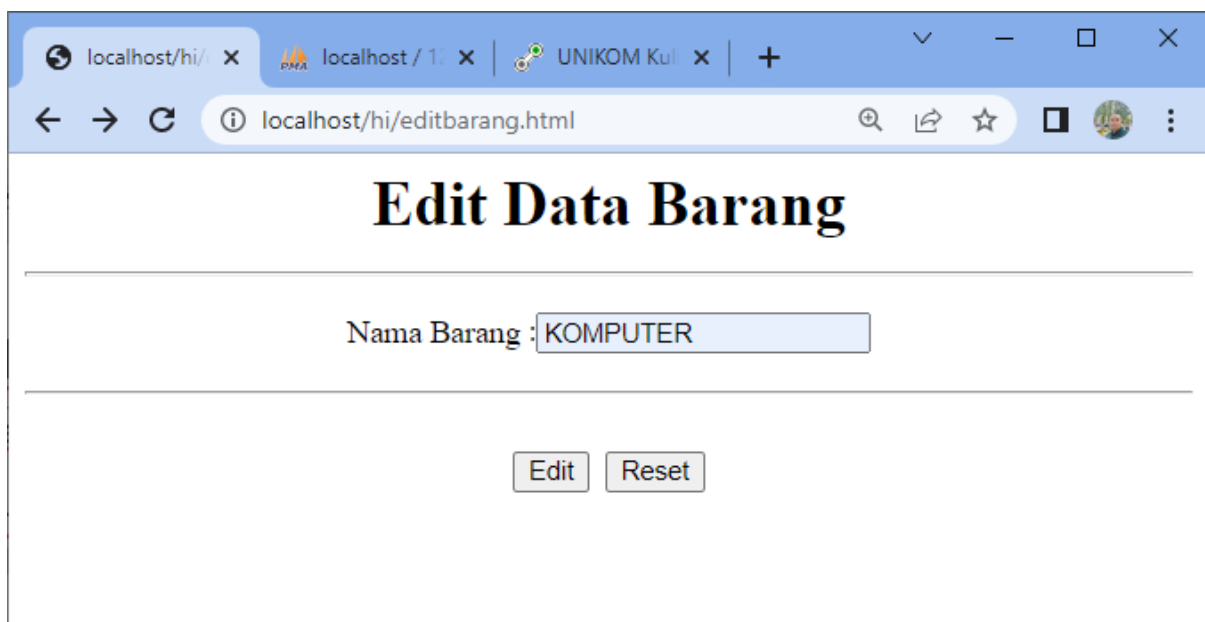 localhost/hi/
localhost / 1
UNIKOM Kul
localhost/hi/editbarang.html
Edit Data Barang
Nama Barang :
KOMPUTER
Edit
Reset